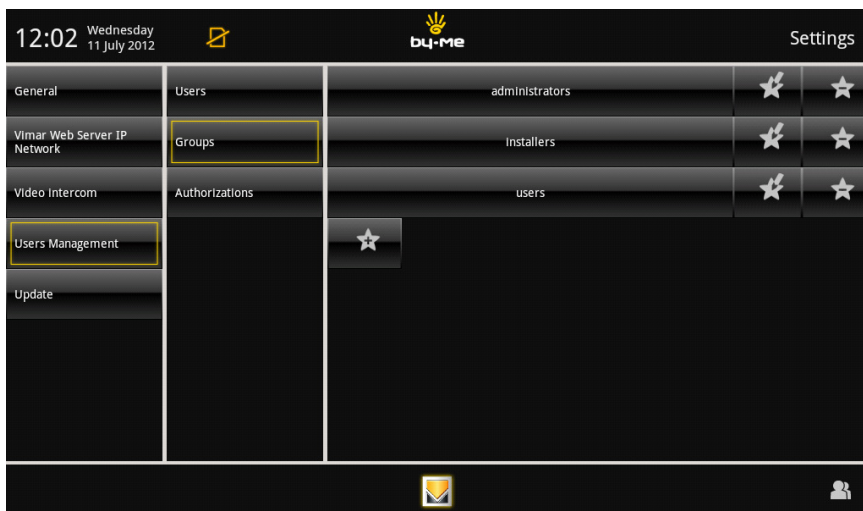 12:02 Wednesday
11 July 2012
by-me
Settings
General
Users
administrators
Vimar Web Server IP
Network
Groups
Installers
Video Intercom
Authorizations
users
Users Management
Update